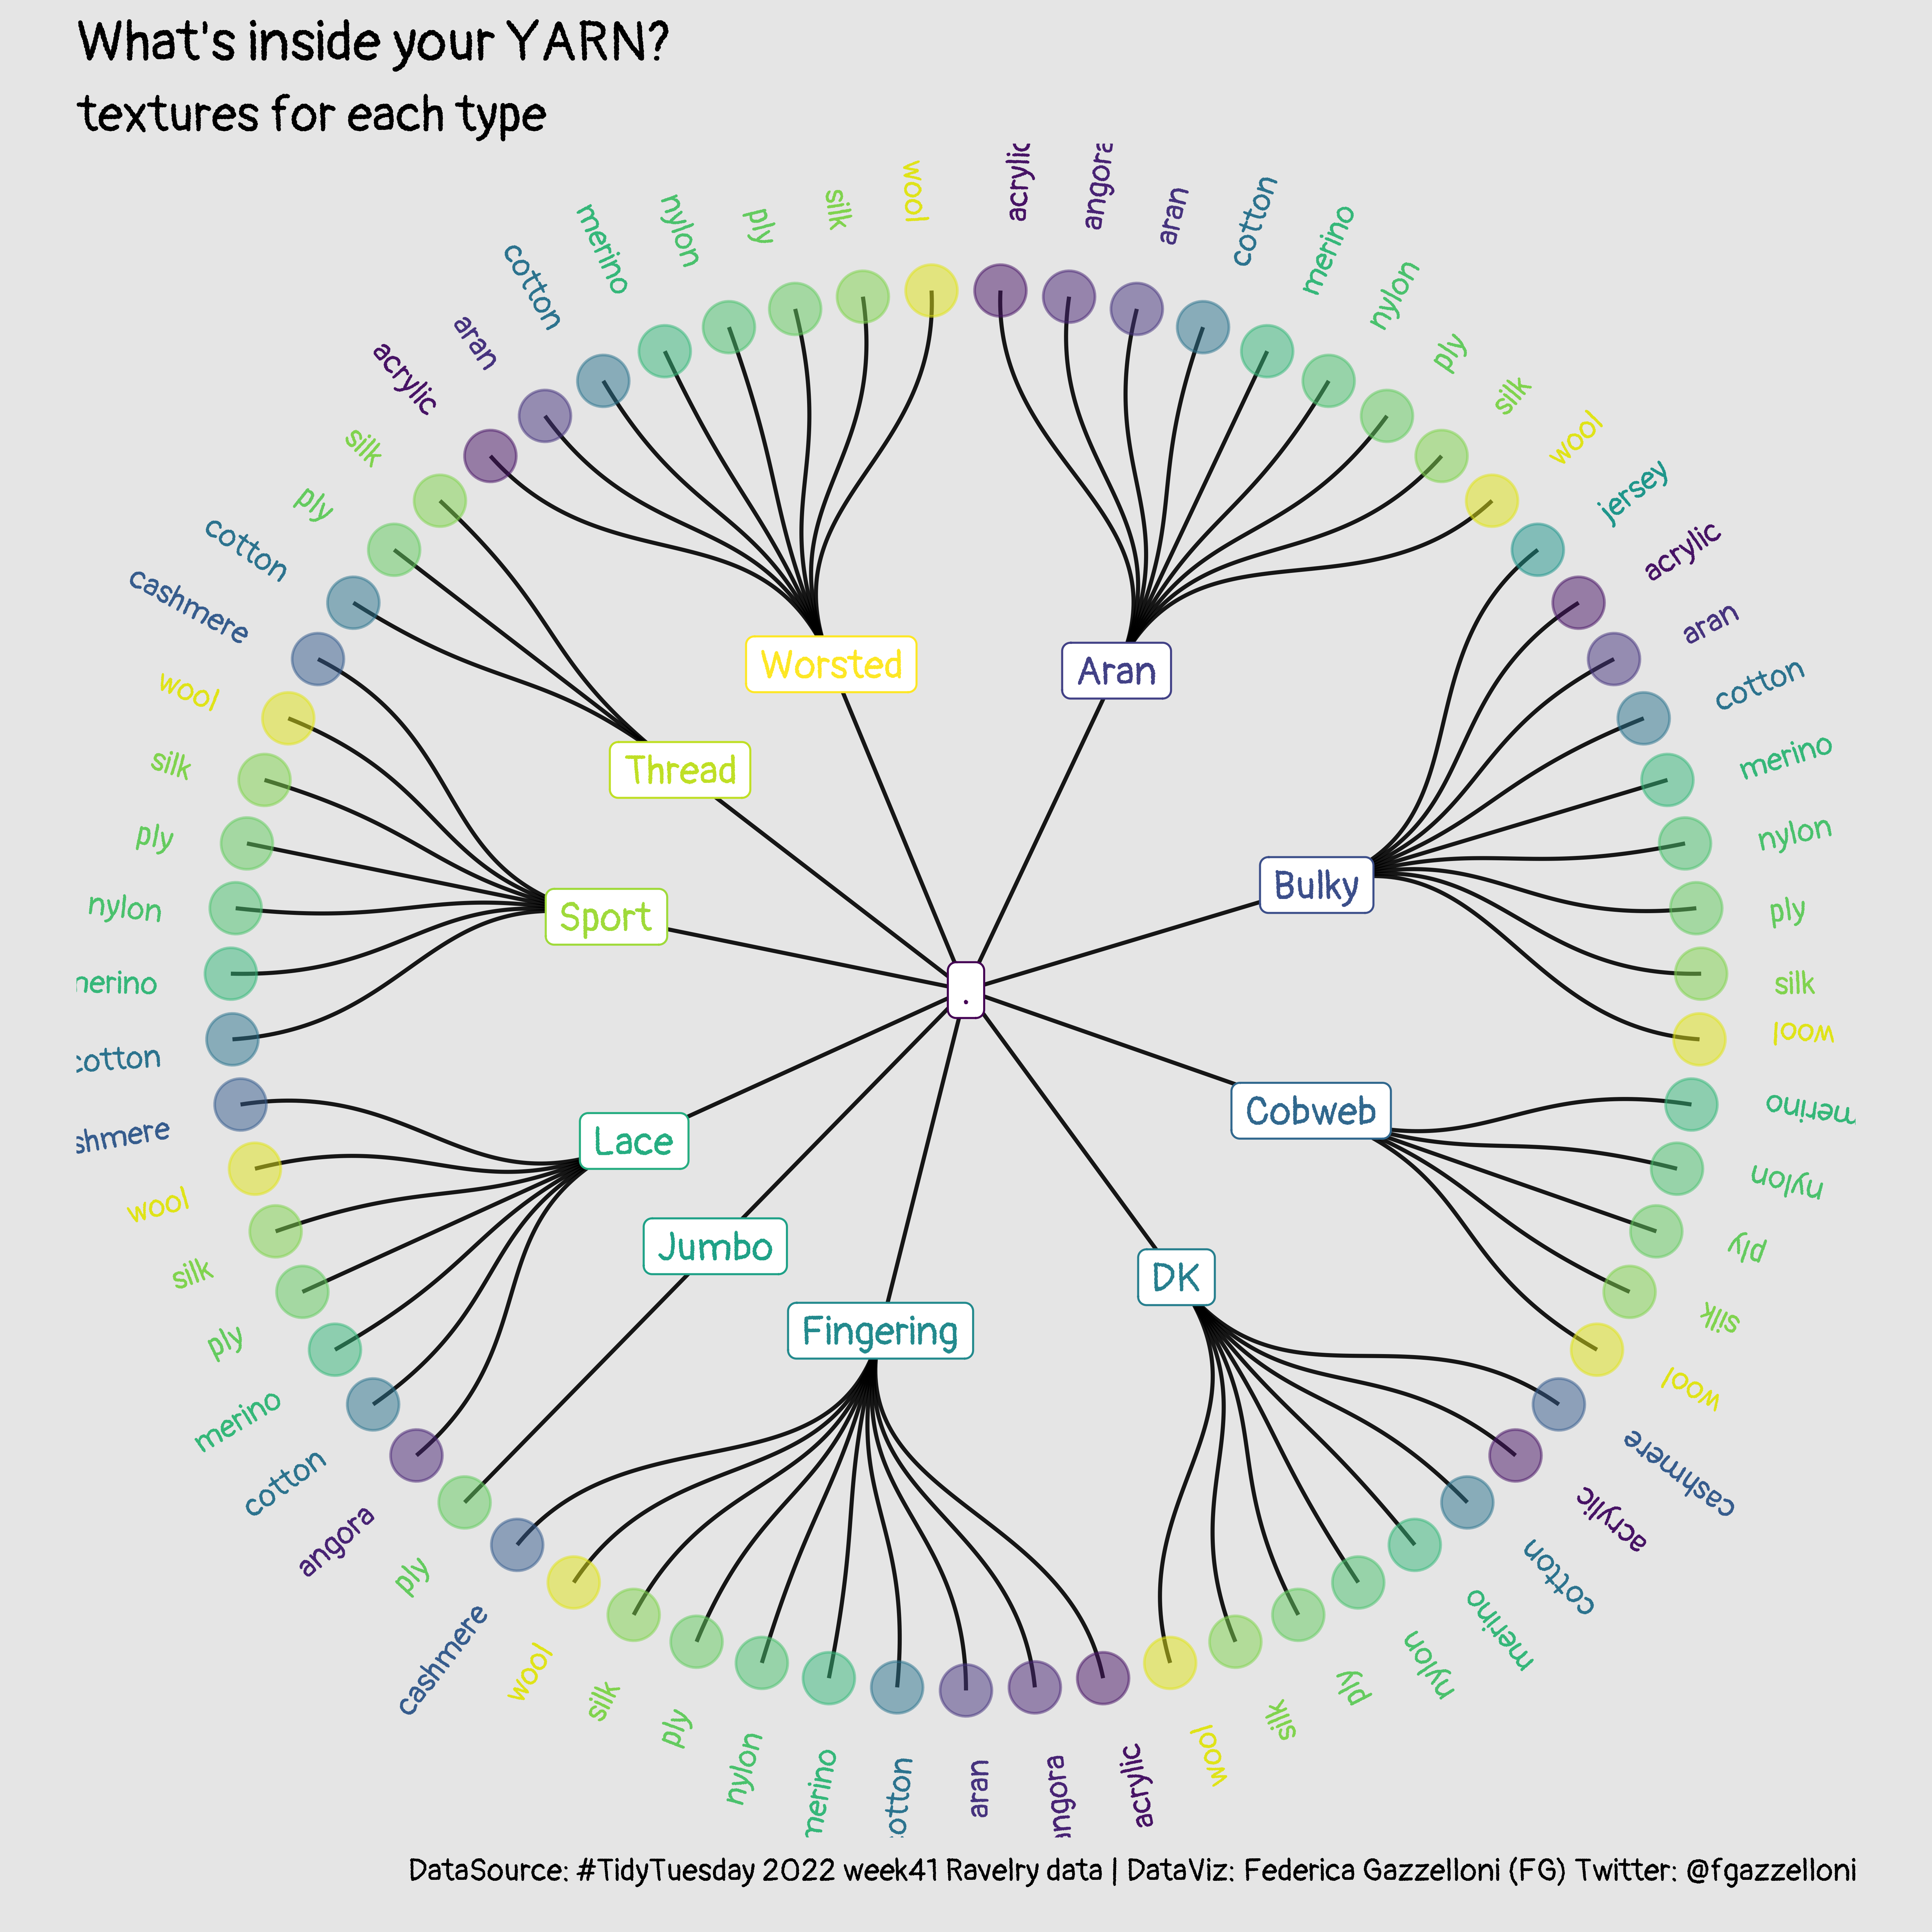 What's inside your YARN?
textures for each type
acrylic
angora
aran
cotton
merino
nylon
ply
silk
wool
Aran
jersey
acrylic
aran
cotton
merino
nylon
ply
silk
wool
Bulky
merino
nylon
ply
silk
wool
Cobweb
cashmere
acrylic
cotton
merino
nylon
ply
silk
wool
DK
acrylic
angora
aran
cotton
merino
nylon
ply
silk
wool
cashmere
Fingering
ply
Jumbo
angora
cotton
merino
ply
silk
wool
shmere
Lace
cotton
merino
nylon
ply
silk
wool
cashmere
Sport
cotton
ply
silk
Thread
acrylic
aran
cotton
merino
nylon
ply
silk
wool
Worsted
.
DataSource: #TidyTuesday 2022 week41 Ravelry data | DataViz: Federica Gazzelloni (FG) Twitter: @fgazzelloni